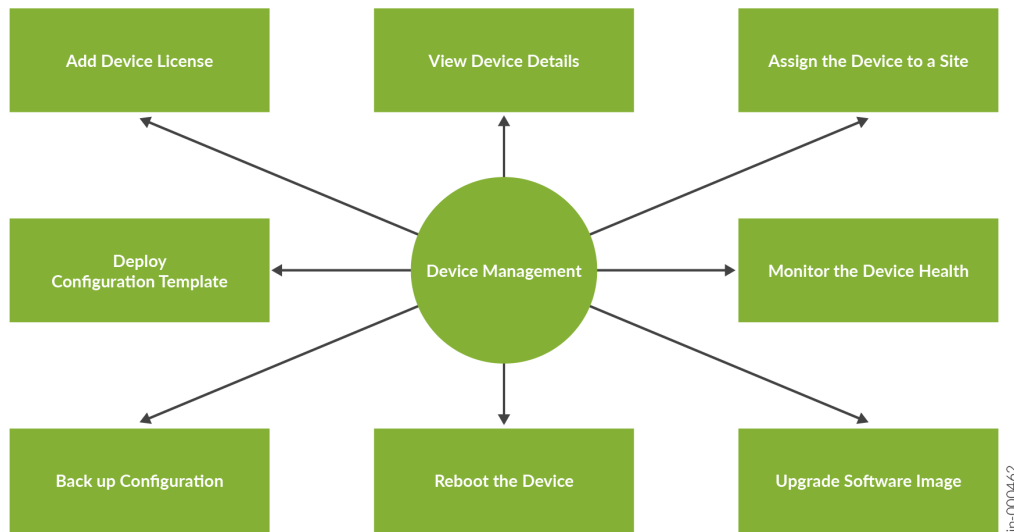 Add Device License
View Device Details
Assign the Device to a Site
Deploy
Configuration Template
Device Management
Monitor the Device Health
Back up Configuration
Reboot the Device
Upgrade Software Image